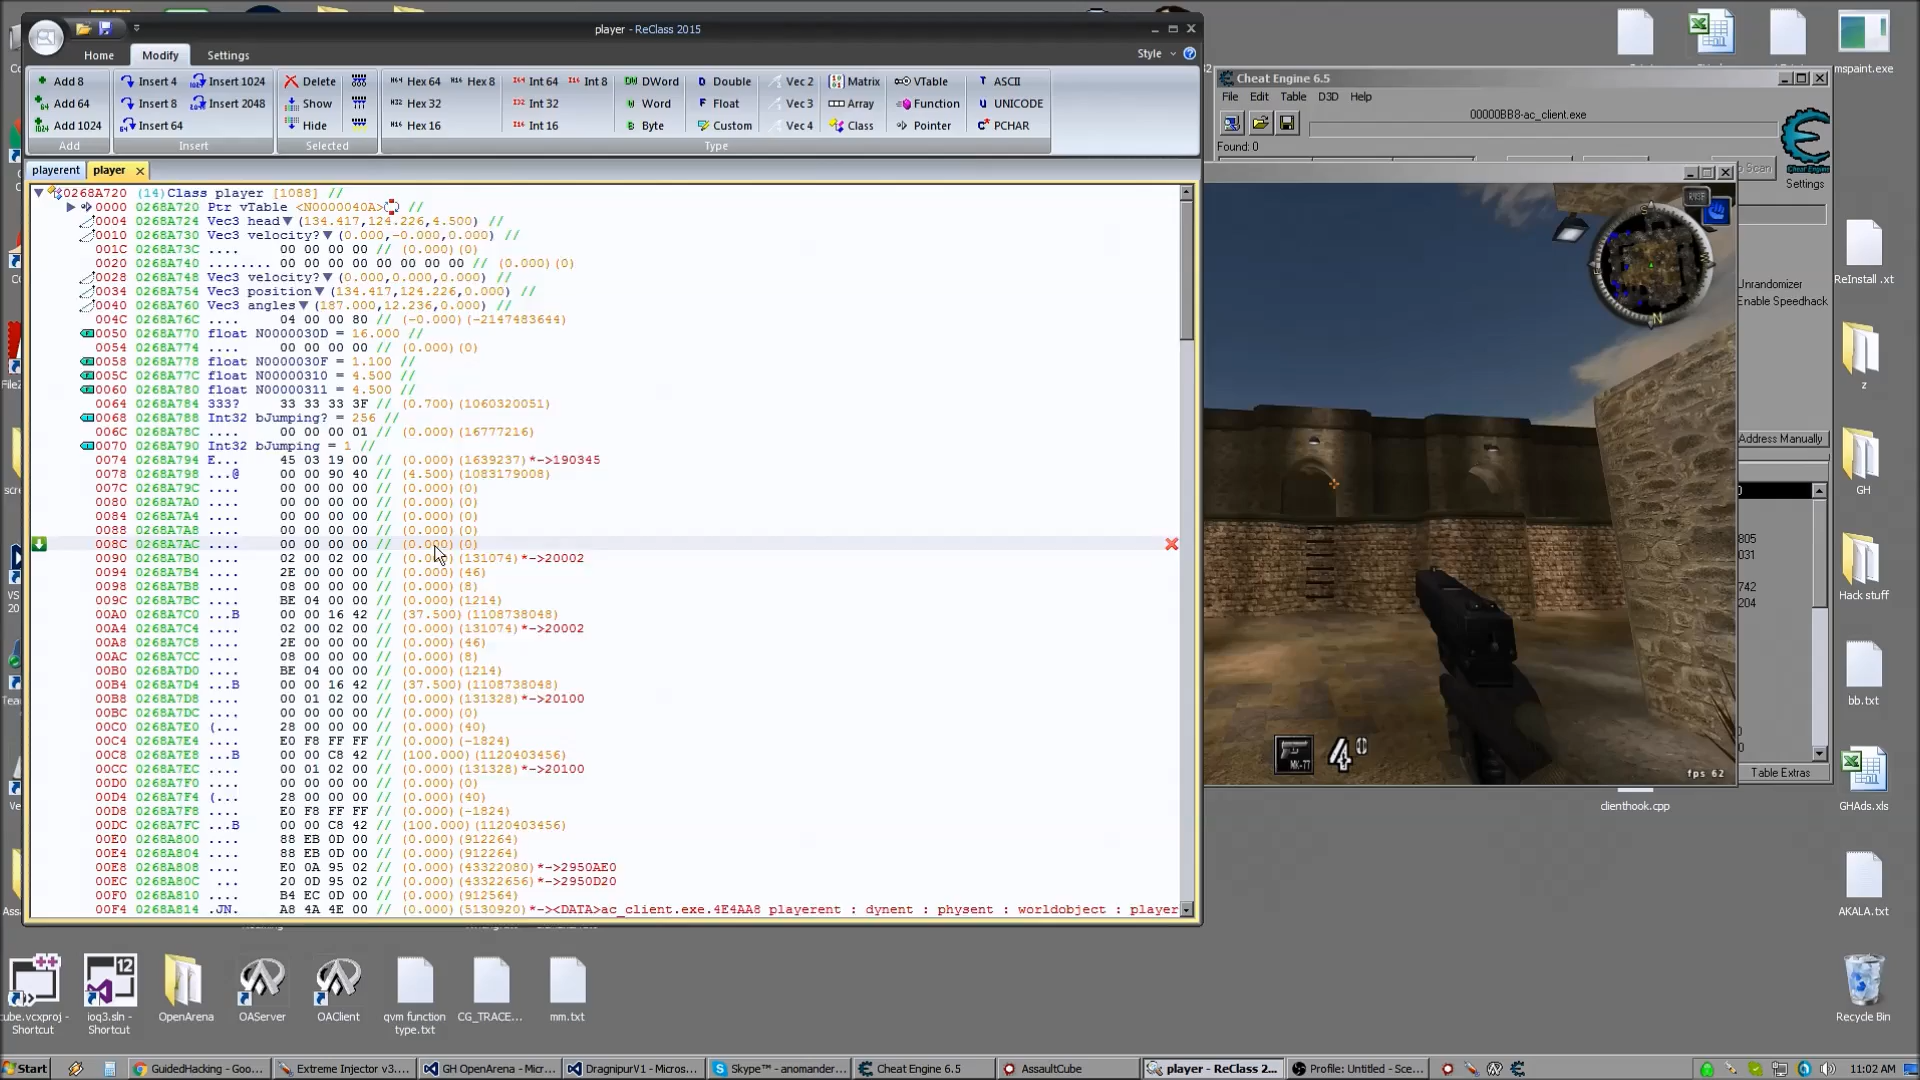 player - ReClass 2015
Home Modify Settings Style
Add 8 Insert 4 Insert 1024 Delete Hex 64 Hex 8 Int 64 Int 8 DWord Double Vec 2 Matrix VTable ASCII
Add 64 Insert 8 Insert 2048 Show Hex 32 Int 32 Word Float Vec 3 Array Function UNICODE
Add 1024 Insert 64 Hide Hex 16 Int 16 Byte Custom Vec 4 Class Pointer PCHAR
Add Insert Selected Type
playerent player
0268A720 (14)Class player [1088] //
0000 0268A720 Ptr vTable <N0000040A> //
0004 0268A724 Vec3 head (134.417,124.226,4.500) //
0010 0268A730 Vec3 velocity? (0.000,-0.000,0.000) //
001C 0268A73C .... 00 00 00 00 // (0.000)(0)
0020 0268A740 ........ 00 00 00 00 00 00 00 00 // (0.000)(0)
0028 0268A748 Vec3 velocity? (0.000,0.000,0.000) //
0034 0268A754 Vec3 position (134.417,124.226,0.000) //
0040 0268A760 Vec3 angles (187.000,12.236,0.000) //
004C 0268A76C .... 04 00 00 80 // (-0.000)(-2147483644)
0050 0268A770 float N0000030D = 16.000 //
0054 0268A774 .... 00 00 00 00 // (0.000)(0)
0058 0268A778 float N0000030F = 1.100 //
005C 0268A77C float N00000310 = 4.500 //
0060 0268A780 float N00000311 = 4.500 //
0064 0268A784 333? 33 33 33 3F // (0.700)(1060320051)
0068 0268A788 Int32 bJumping? = 256 //
006C 0268A78C .... 00 00 00 01 // (0.000)(16777216)
0070 0268A790 Int32 bJumping = 1 //
0074 0268A794 E... 45 03 19 00 // (0.000)(1639237)*->190345
0078 0268A798 ...@ 00 00 90 40 // (4.500)(1083179008)
007C 0268A79C .... 00 00 00 00 // (0.000)(0)
0080 0268A7A0 .... 00 00 00 00 // (0.000)(0)
0084 0268A7A4 .... 00 00 00 00 // (0.000)(0)
0088 0268A7A8 .... 00 00 00 00 // (0.000)(0)
008C 0268A7AC .... 00 00 00 00 // (0.000)(0)
0090 0268A7B0 .... 02 00 02 00 // (0.000)(131074)*->20002
0094 0268A7B4 .... 2E 00 00 00 // (0.000)(46)
0098 0268A7B8 .... 08 00 00 00 // (0.000)(8)
009C 0268A7BC .... BE 04 00 00 // (0.000)(1214)
00A0 0268A7C0 ...B 00 00 16 42 // (37.500)(1108738048)
00A4 0268A7C4 .... 02 00 02 00 // (0.000)(131074)*->20002
00A8 0268A7C8 .... 2E 00 00 00 // (0.000)(46)
00AC 0268A7CC .... 08 00 00 00 // (0.000)(8)
00B0 0268A7D0 .... BE 04 00 00 // (0.000)(1214)
00B4 0268A7D4 ...B 00 00 16 42 // (37.500)(1108738048)
00B8 0268A7D8 .... 00 01 02 00 // (0.000)(131328)*->20100
00BC 0268A7DC .... 00 00 00 00 // (0.000)(0)
00C0 0268A7E0 (... 28 00 00 00 // (0.000)(40)
00C4 0268A7E4 .... E0 F8 FF FF // (0.000)(-1824)
00C8 0268A7E8 ...B 00 00 C8 42 // (100.000)(1120403456)
00CC 0268A7EC .... 00 01 02 00 // (0.000)(131328)*->20100
00D0 0268A7F0 .... 00 00 00 00 // (0.000)(0)
00D4 0268A7F4 (... 28 00 00 00 // (0.000)(40)
00D8 0268A7F8 .... E0 F8 FF FF // (0.000)(-1824)
00DC 0268A7FC ...B 00 00 C8 42 // (100.000)(1120403456)
00E0 0268A800 .... 88 EB 0D 00 // (0.000)(912264)
00E4 0268A804 .... 88 EB 0D 00 // (0.000)(912264)
00E8 0268A808 .... E0 0A 95 02 // (0.000)(43322080)*->2950AE0
00EC 0268A80C ... 20 0D 95 02 // (0.000)(43322656)*->2950D20
00F0 0268A810 .... B4 EC 0D 00 // (0.000)(912564)
00F4 0268A814 .JN. A8 4A 4E 00 // (0.000)(5130920)*-><DATA>ac_client.exe.4E4AA8 playerent : dynent : physent : worldobject : player
Cheat Engine 6.5
File Edit Table D3D Help
00000BB8-ac_client.exe
Found: 0
Scan
Settings
Unrandomizer
Enable Speedhack
Address Manually
805
031
742
204
Table Extras
N
MK-77
4 0
fps 62
mspaint.exe
ReInstall .xt
z
GH
Hack stuff
bb.txt
clienthook.cpp
GHAds.xls
AKALA.txt
Recycle Bin
cube.vcxproj - Shortcut
ioq3.sln - Shortcut
OpenArena
OAServer
OAClient
qvm function type.txt
CG_TRACE...
mm.txt
Start
GuidedHacking - Goo...
Extreme Injector v3....
GH OpenArena - Micr...
DragnipurV1 - Micros...
Skype™ - anomander...
Cheat Engine 6.5
AssaultCube
player - ReClass 2...
Profile: Untitled - Sce...
11:02 AM